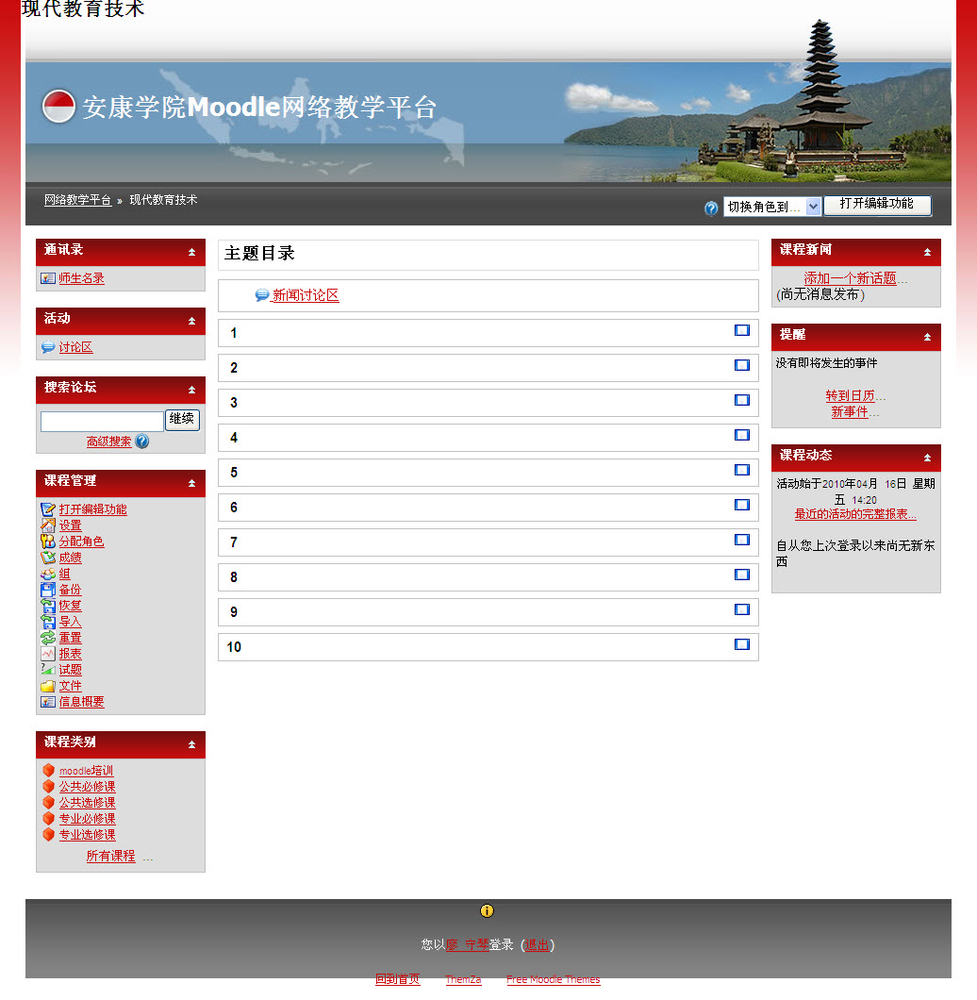 现代教育技术
安康学院Moodle网络教学平台
网络教学平台 » 现代教育技术
切换角色到...
打开编辑功能
通讯录
师生名录
活动
讨论区
搜索论坛
继续
高级搜索
课程管理
打开编辑功能
设置
分配角色
成绩
组
备份
恢复
导入
重置
报表
试题
文件
信息概要
课程类别
moodle培训
公共必修课
公共选修课
专业必修课
专业选修课
所有课程 ...
主题目录
新闻讨论区
1
2
3
4
5
6
7
8
9
10
课程新闻
添加一个新话题...
(尚无消息发布)
提醒
没有即将发生的事件
转到日历...
新事件...
课程动态
活动始于2010年04月 16日 星期
五 14:20
最近的活动的完整报表...
自从您上次登录以来尚无新东
西
您以廖 守琴登录 (退出)
回到首页 ThemZa Free Moodle Themes